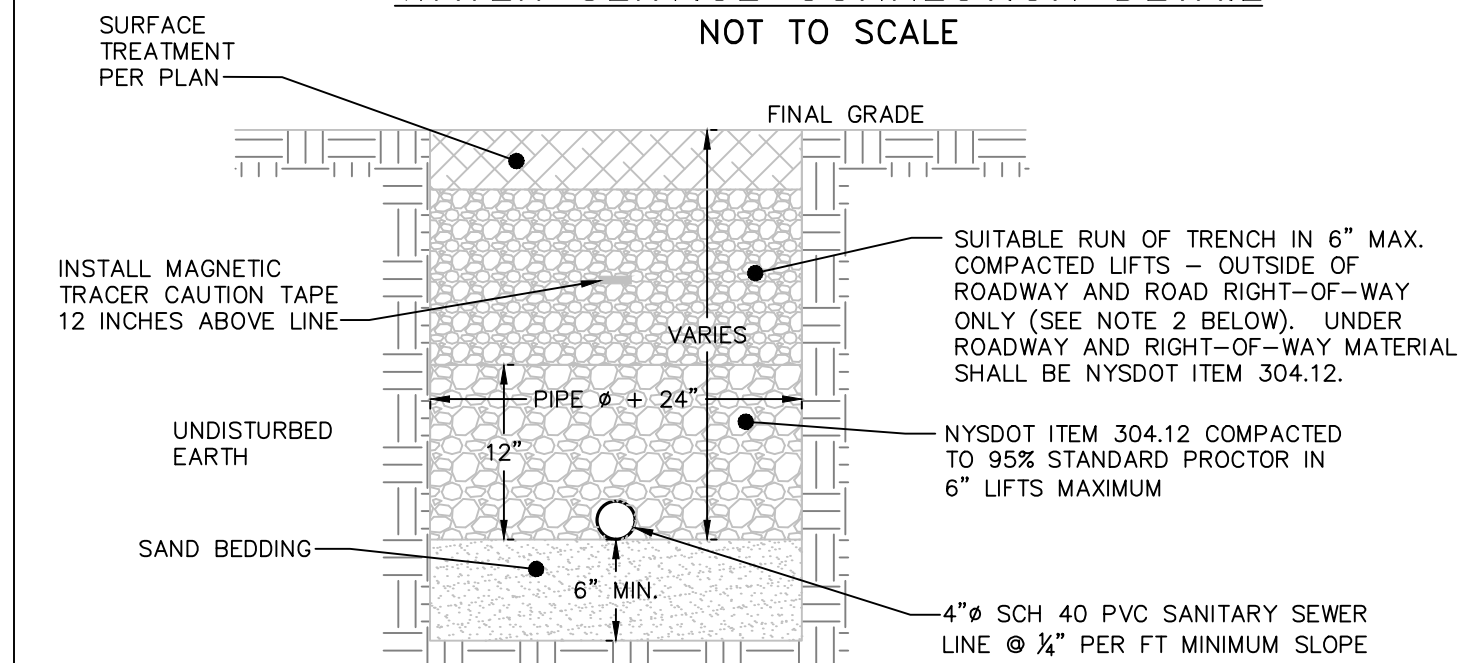 NOT TO SCALE
SURFACE
TREATMENT
PER PLAN
FINAL GRADE
INSTALL MAGNETIC
TRACER CAUTION TAPE
12 INCHES ABOVE LINE
SUITABLE RUN OF TRENCH IN 6" MAX.
COMPACTED LIFTS – OUTSIDE OF
ROADWAY AND ROAD RIGHT–OF–WAY
ONLY (SEE NOTE 2 BELOW).  UNDER
ROADWAY AND RIGHT–OF–WAY MATERIAL
SHALL BE NYSDOT ITEM 304.12.
VARIES
PIPE ø + 24"
UNDISTURBED
EARTH
12"
NYSDOT ITEM 304.12 COMPACTED
TO 95% STANDARD PROCTOR IN
6" LIFTS MAXIMUM
SAND BEDDING
6" MIN.
4"ø SCH 40 PVC SANITARY SEWER
LINE @ ¼" PER FT MINIMUM SLOPE